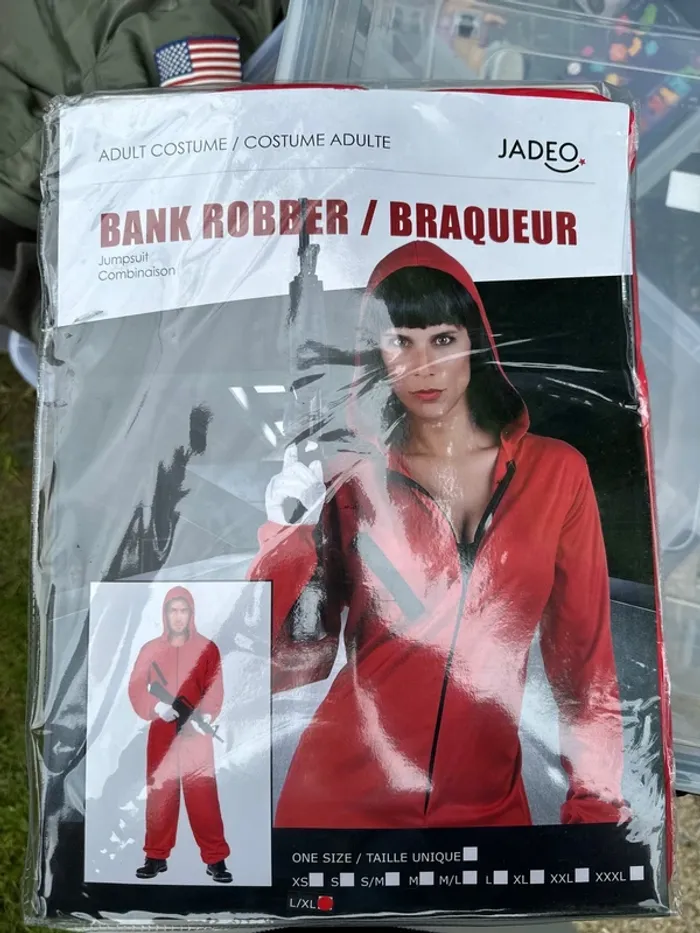 ADULT COSTUME / COSTUME ADULTE
JADEO
BANK ROBBER / BRAQUEUR
Jumpsuit
Combinaison
ONE SIZE / TAILLE UNIQUE
XS S S/M M M/L L XL XXL XXXL
L/XL